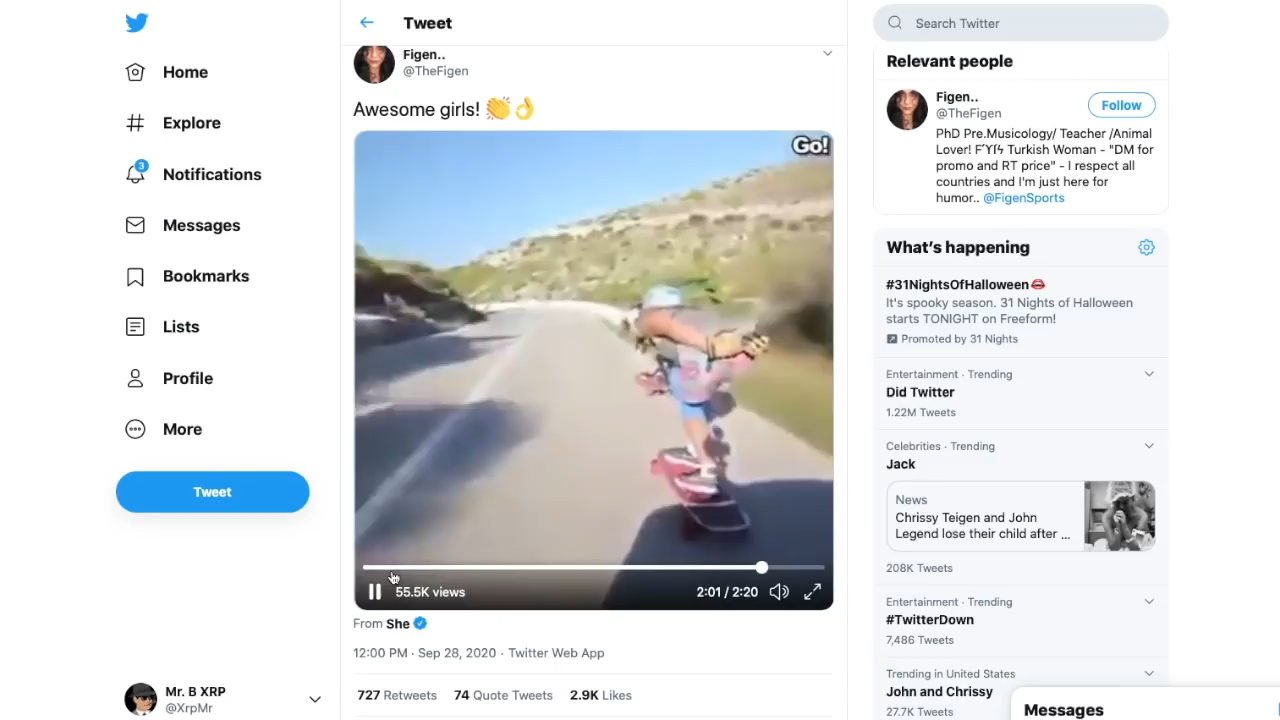 Home
Explore
3
Notifications
Messages
Bookmarks
Lists
Profile
More
Tweet
Mr. B XRP
@XrpMr
Tweet
Figen..
@TheFigen
Awesome girls! 👏👌
Go!
55.5K views
2:01 / 2:20
From She
12:00 PM · Sep 28, 2020 · Twitter Web App
727 Retweets 74 Quote Tweets 2.9K Likes
Search Twitter
Relevant people
Figen..
@TheFigen
Follow
PhD Pre.Musicology/ Teacher /Animal
Lover! Turkish Woman - "DM for
promo and RT price" - I respect all
countries and I'm just here for
humor.. @FigenSports
What's happening
#31NightsOfHalloween
It's spooky season. 31 Nights of Halloween
starts TONIGHT on Freeform!
Promoted by 31 Nights
Entertainment · Trending
Did Twitter
1.22M Tweets
Celebrities · Trending
Jack
News
Chrissy Teigen and John
Legend lose their child after ...
208K Tweets
Entertainment · Trending
#TwitterDown
7,486 Tweets
Trending in United States
John and Chrissy
27.7K Tweets
Messages